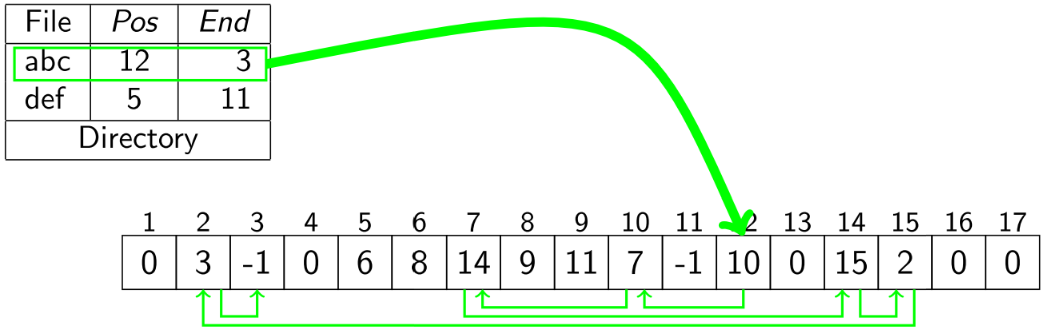 File Pos End
abc 12 3
def 5 11
Directory
1 2 3 4 5 6 7 8 9 10 11 2 13 14 15 16 17
0 3 -1 0 6 8 14 9 11 7 -1 10 0 15 2 0 0